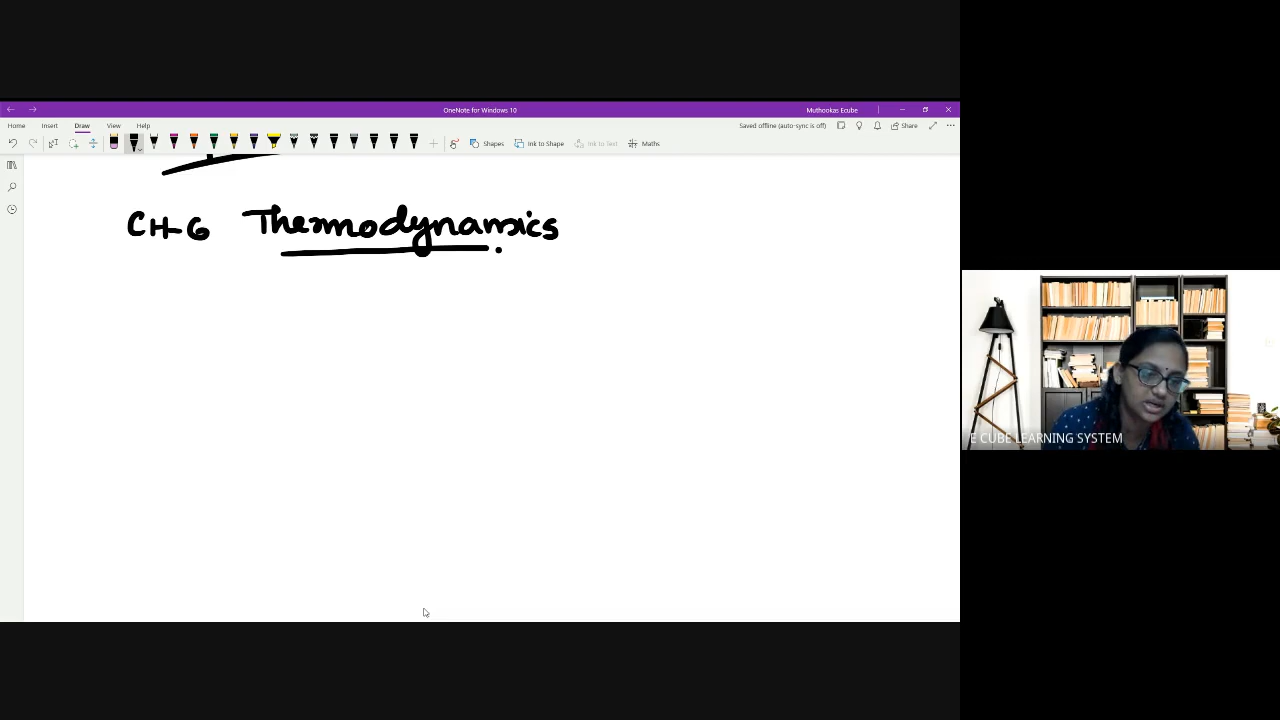 OneNote for Windows 10
Muthookas Ecube
Home Insert Draw View Help
Saved offline (auto-sync is off) Share
Shapes Ink to Shape Ink to Text Maths
CH-6 Thermodynamics
E CUBE LEARNING SYSTEM